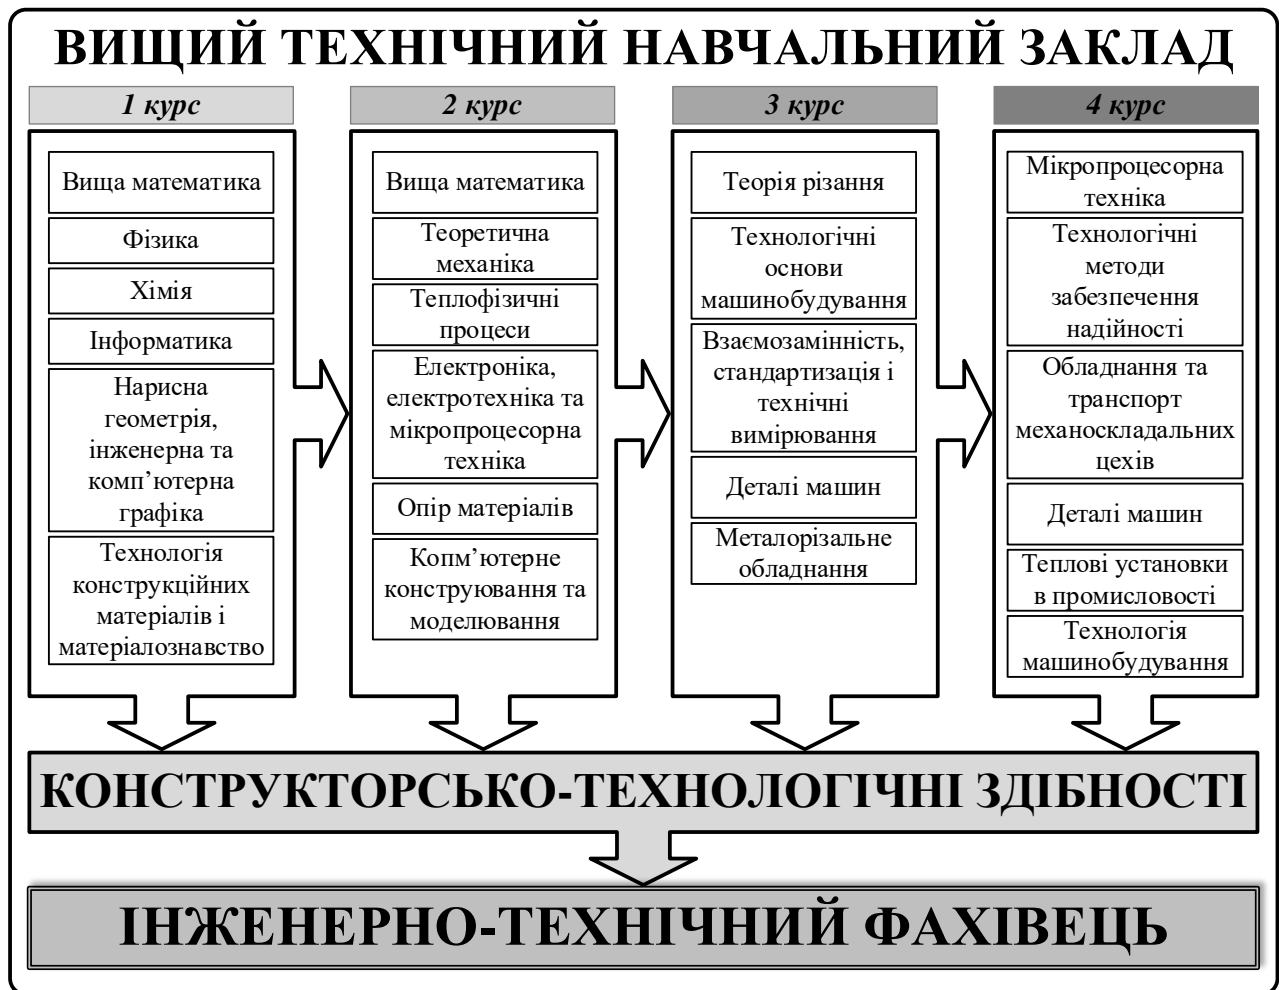 ВИЩИЙ ТЕХНІЧНИЙ НАВЧАЛЬНИЙ ЗАКЛАД
1 курс
Вища математика
Фізика
Хімія
Інформатика
Нарисна
геометрія,
інженерна та
комп’ютерна
графіка
Технологія
конструкційних
матеріалів і
матеріалознавство
2 курс
Вища математика
Теоретична
механіка
Теплофізичні
процеси
Електроніка,
електротехніка та
мікропроцесорна
техніка
Опір матеріалів
Копм’ютерне
конструювання та
моделювання
3 курс
Теорія різання
Технологічні
основи
машинобудування
Взаємозамінність,
стандартизація і
технічні
вимірювання
Деталі машин
Металорізальне
обладнання
4 курс
Мікропроцесорна
техніка
Технологічні
методи
забезпечення
надійності
Обладнання та
транспорт
механоскладальних
цехів
Деталі машин
Теплові установки
в промисловості
Технологія
машинобудування
КОНСТРУКТОРСЬКО-ТЕХНОЛОГІЧНІ ЗДІБНОСТІ
ІНЖЕНЕРНО-ТЕХНІЧНИЙ ФАХІВЕЦЬ